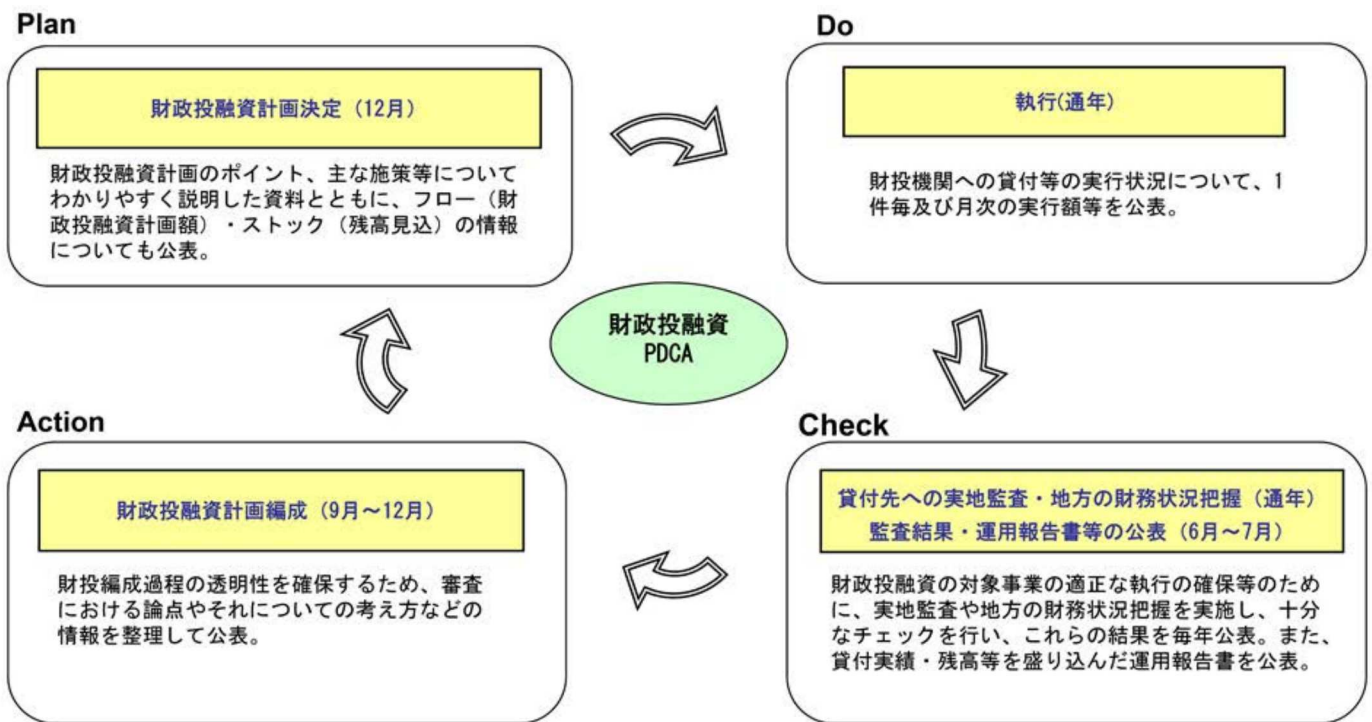 Plan
財政投融資計画決定（12月）
財政投融資計画のポイント、主な施策等について
わかりやすく説明した資料とともに、フロー（財
政投融資計画額）・ストック（残高見込）の情報
についても公表。
Do
執行(通年)
財投機関への貸付等の実行状況について、1
件毎及び月次の実行額等を公表。
財政投融資
PDCA
Action
財政投融資計画編成（9月～12月）
財投編成過程の透明性を確保するため、審査
における論点やそれについての考え方などの
情報を整理して公表。
Check
貸付先への実地監査・地方の財務状況把握（通年）
監査結果・運用報告書等の公表（6月～7月）
財政投融資の対象事業の適正な執行の確保等のため
に、実地監査や地方の財務状況把握を実施し、十分
なチェックを行い、これらの結果を毎年公表。また、
貸付実績・残高等を盛り込んだ運用報告書を公表。